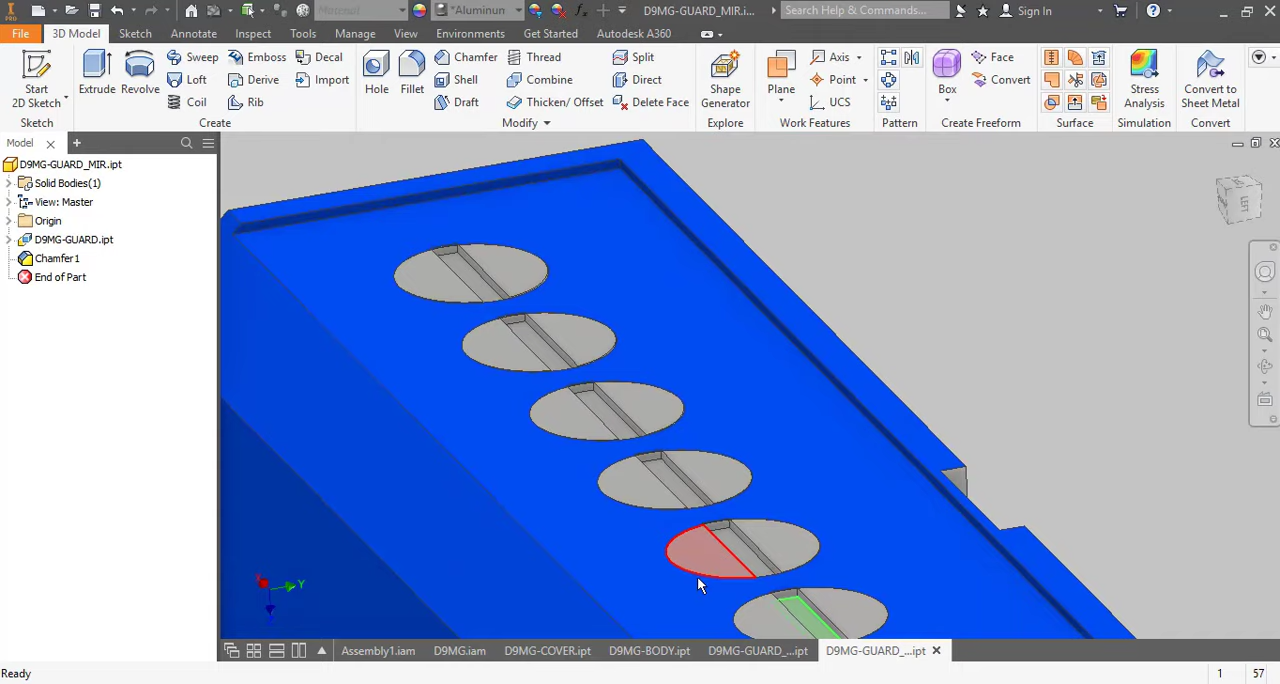 PRO
Material
*Aluminun
D9MG-GUARD_MIR.i...
Search Help & Commands...
Sign In
File
3D Model
Sketch
Annotate
Inspect
Tools
Manage
View
Environments
Get Started
Autodesk A360
Start
2D Sketch
Sketch
Extrude
Revolve
Sweep
Emboss
Decal
Loft
Derive
Import
Coil
Rib
Create
Hole
Fillet
Chamfer
Thread
Split
Shell
Combine
Direct
Draft
Thicken/ Offset
Delete Face
Modify
Shape
Generator
Explore
Plane
Axis
Point
UCS
Work Features
Pattern
Box
Face
Convert
Create Freeform
Surface
Stress
Analysis
Simulation
Convert to
Sheet Metal
Convert
Model
D9MG-GUARD_MIR.ipt
Solid Bodies(1)
View: Master
Origin
D9MG-GUARD.ipt
Chamfer1
End of Part
LEFT
X
Y
Assembly1.iam
D9MG.iam
D9MG-COVER.ipt
D9MG-BODY.ipt
D9MG-GUARD_...ipt
D9MG-GUARD_...ipt
Ready
1
57